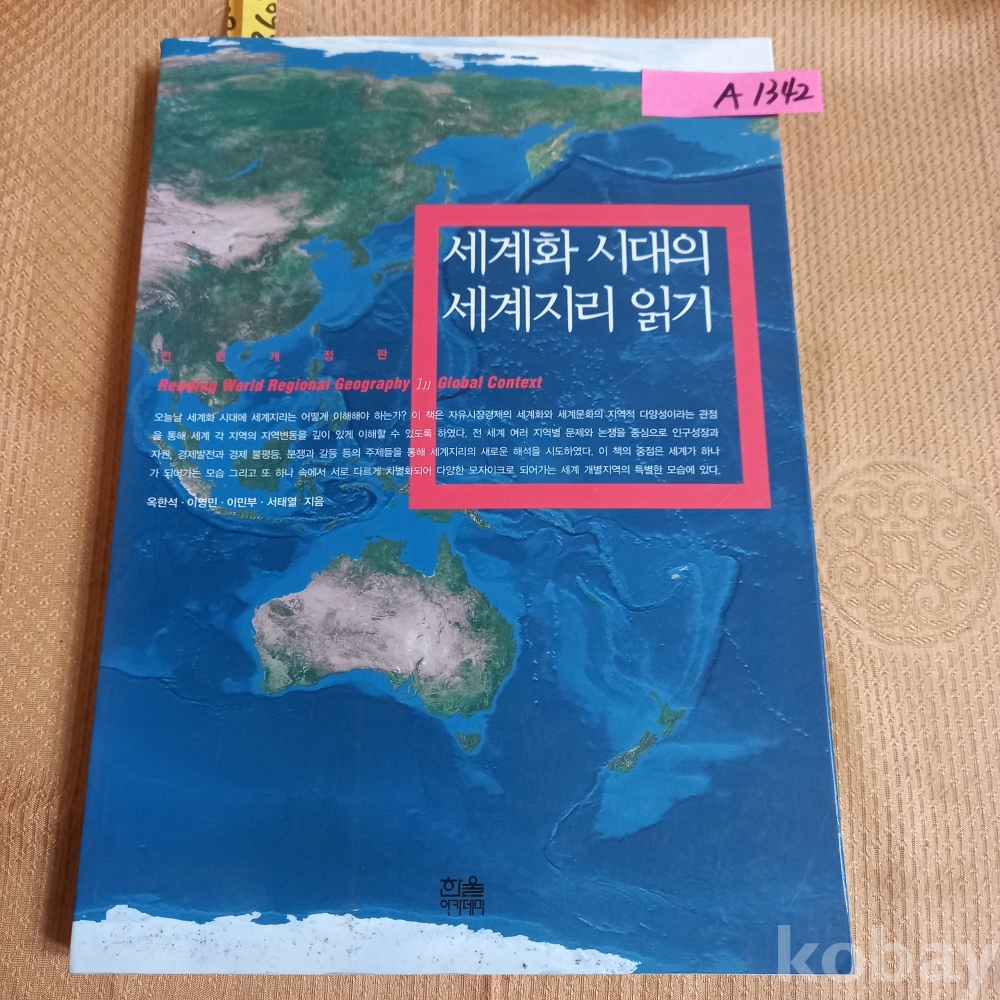 A 1342
세계화 시대의
세계지리 읽기
전 면 개 정 판
Reading World Regional Geography in Global Context
오늘날 세계화 시대에 세계지리는 어떻게 이해해야 하는가? 이 책은 자유시장경제의 세계화와 세계문화의 지역적 다양성이라는 관점
을 통해 세계 각 지역의 지역변동을 깊이 있게 이해할 수 있도록 하였다. 전 세계 여러 지역별 문제와 논쟁을 중심으로 인구성장과
자원, 경제발전과 경제 불평등, 분쟁과 갈등 등의 주제들을 통해 세계지리의 새로운 해석을 시도하였다. 이 책의 중점은 세계가 하나
가 되어가는 모습 그리고 또 하나 속에서 서로 다르게 차별화되어 다양한 모자이크로 되어가는 세계 개별지역의 특별한 모습에 있다.
옥한석 · 이영민 · 이민부 · 서태열 지음
한울
아카데미
kobay